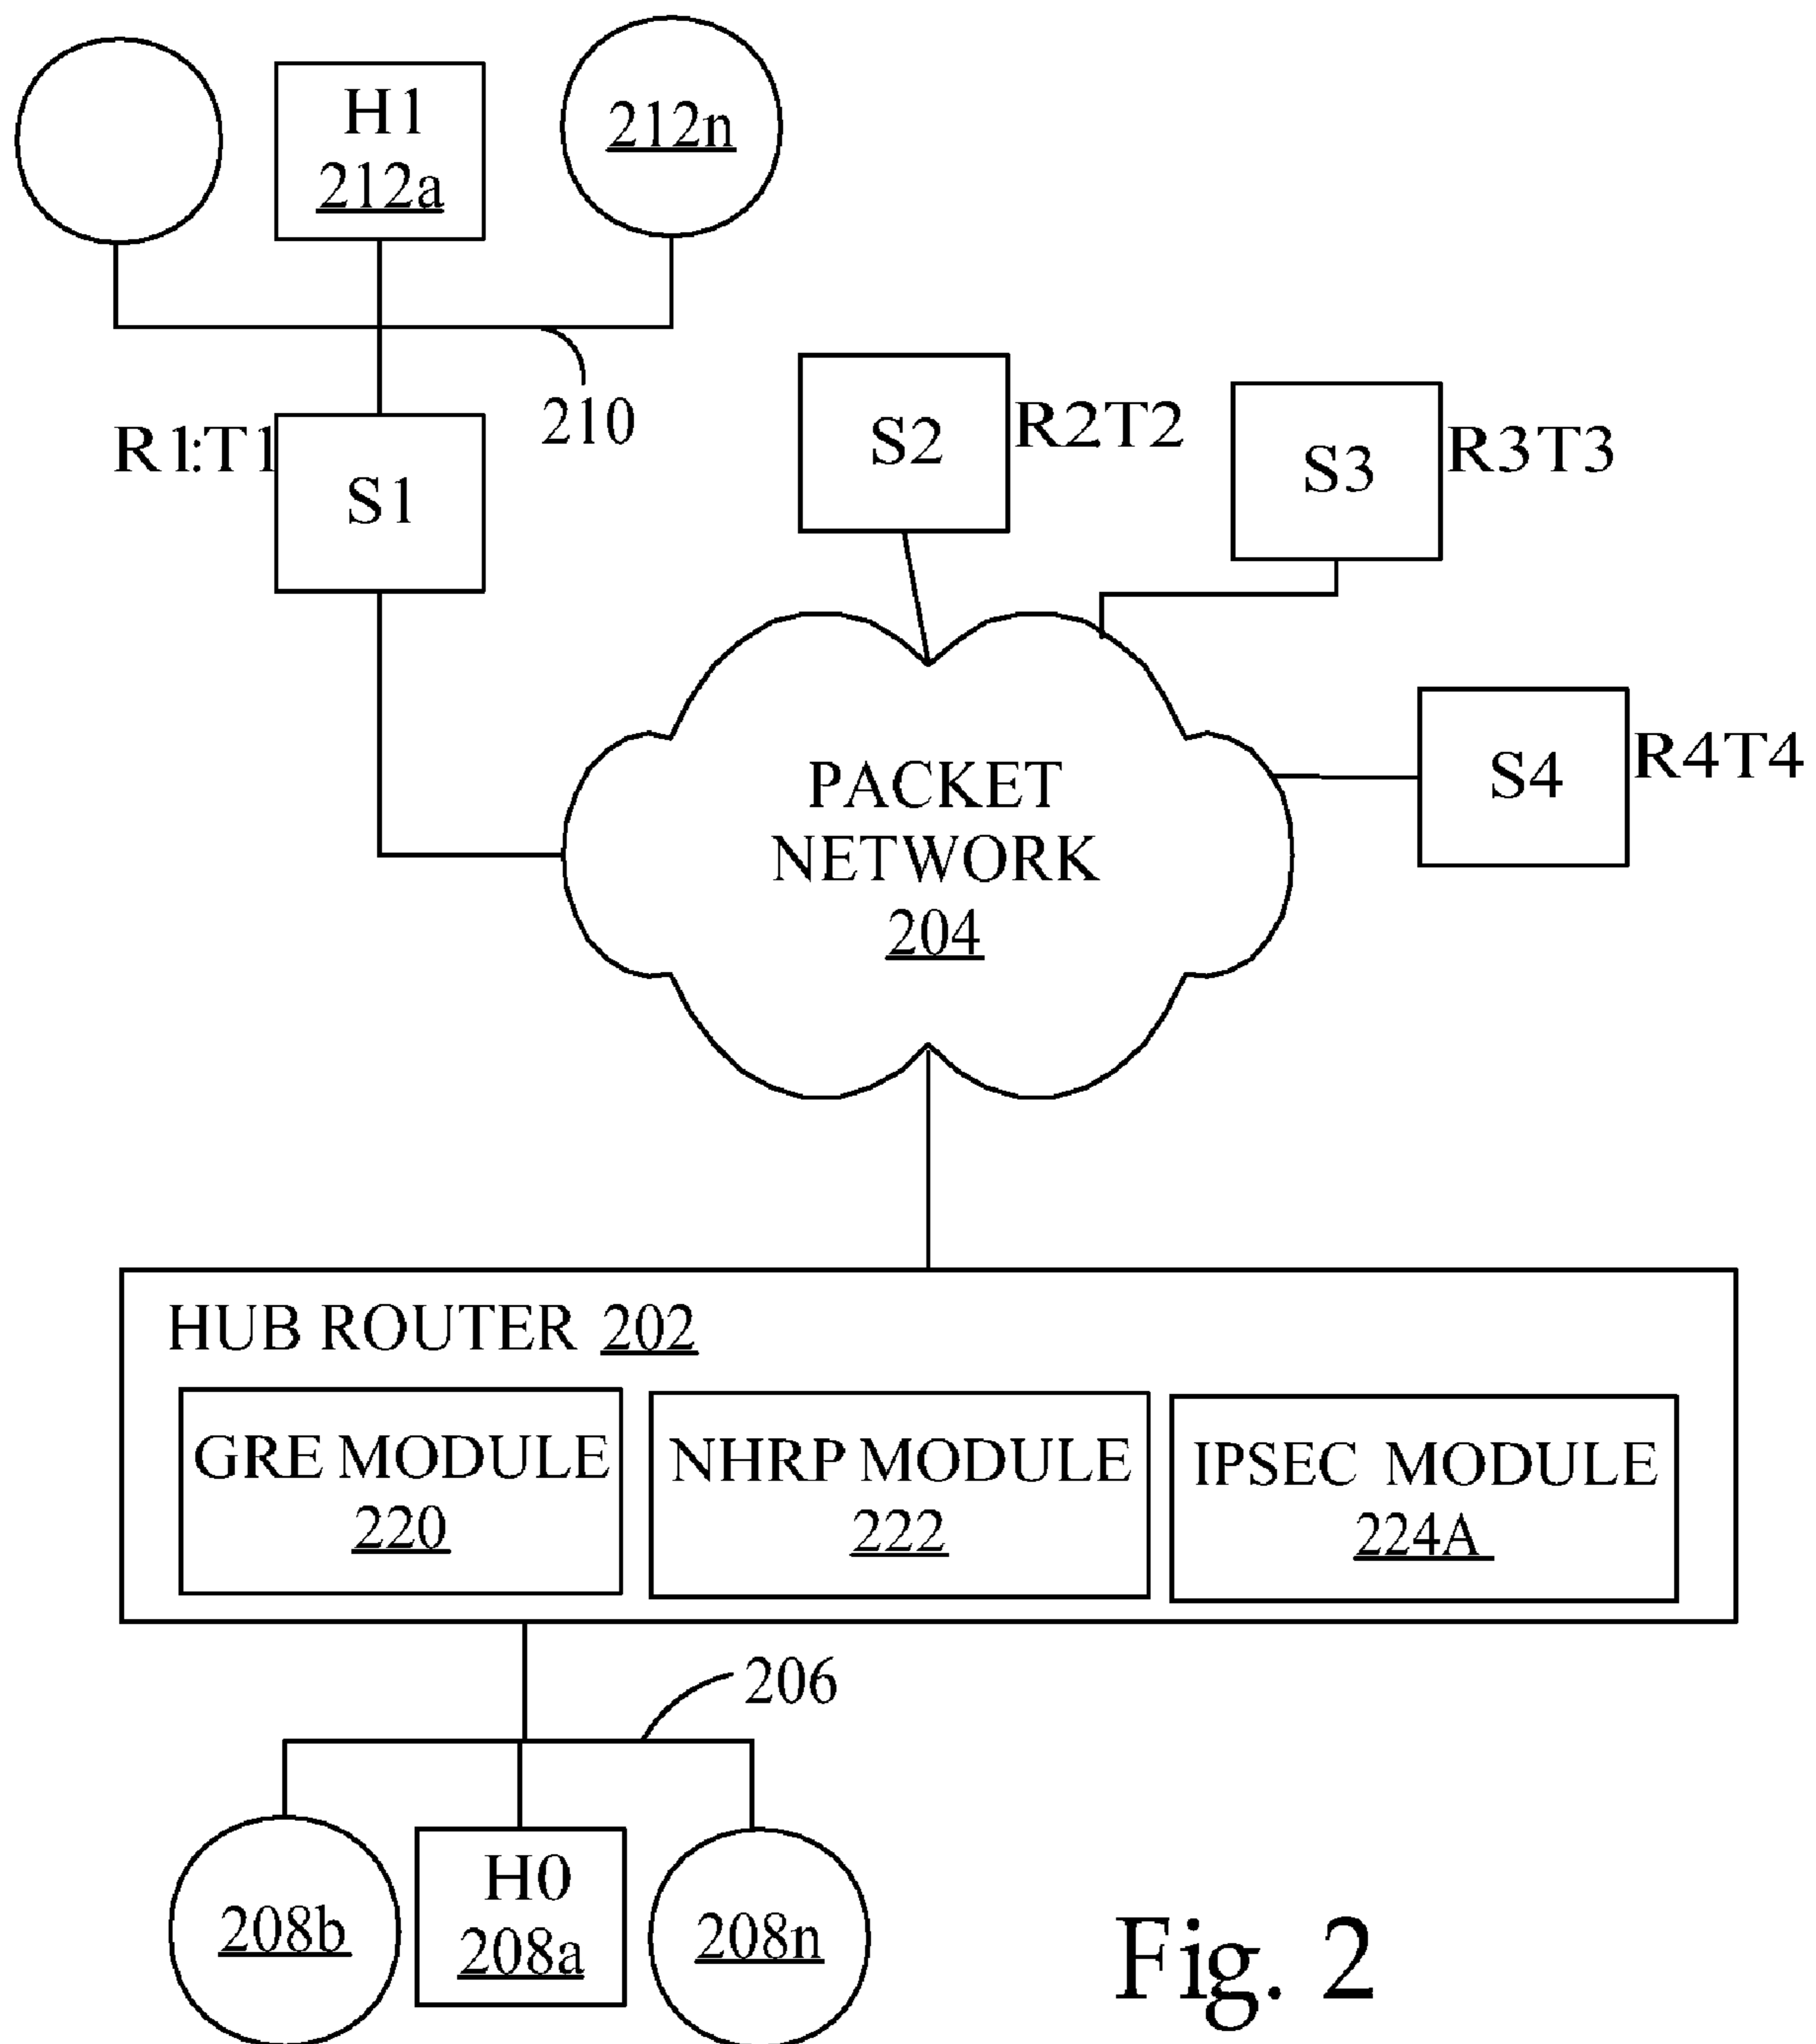 H1
212a
212n
210
R1:T1
S1
S2
R2T2
S3
R3T3
S4
R4T4
PACKET
NETWORK
204
HUB ROUTER 202
GRE MODULE
220
NHRP MODULE
222
IPSEC MODULE
224A
206
208b
H0
208a
208n
Fig. 2